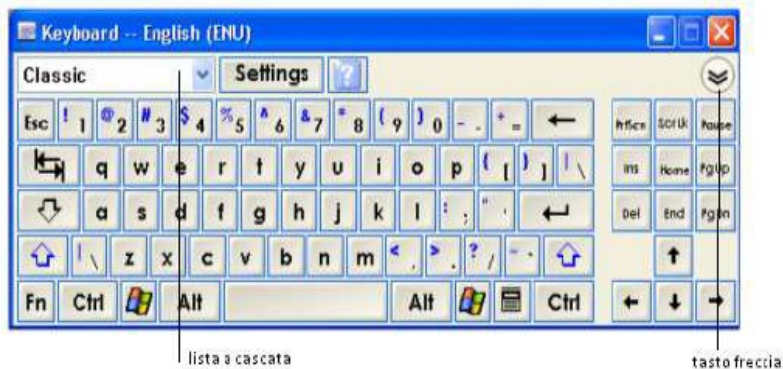 Keyboard -- English (ENU)
Classic Settings ?
Esc ! 1 @ 2 # 3 $ 4 % 5 ^ 6 & 7 * 8 ( 9 ) 0 - + = PrtScn ScrLk Pause
q w e r t y u i o p { [ } ] | \ Ins Home PgUp
a s d f g h j k l : ; " ' Del End PgDn
| \ z x c v b n m < , > . ? / ~
Fn Ctrl Alt Alt Ctrl
lista a cascata
tasto freccia